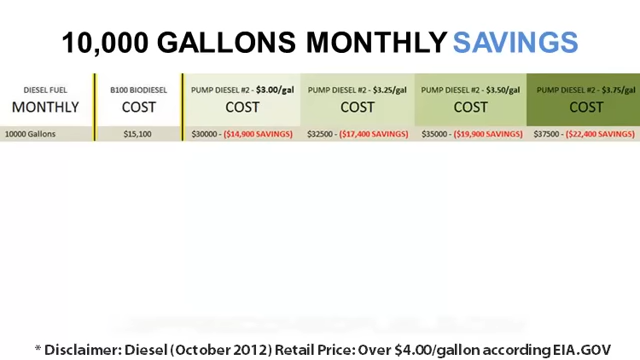 10,000 GALLONS MONTHLY SAVINGS
DIESEL FUEL MONTHLY
B100 BIODIESEL COST
PUMP DIESEL #2 - $3.00/gal COST
PUMP DIESEL #2 - $3.25/gal COST
PUMP DIESEL #2 - $3.50/gal COST
PUMP DIESEL #2 - $3.75/gal COST
10000 Gallons $15,100 $30000 - ($14,900 SAVINGS) $32500 - ($17,400 SAVINGS) $35000 - ($19,900 SAVINGS) $37500 - ($22,400 SAVINGS)
* Disclaimer: Diesel (October 2012) Retail Price: Over $4.00/gallon according EIA.GOV